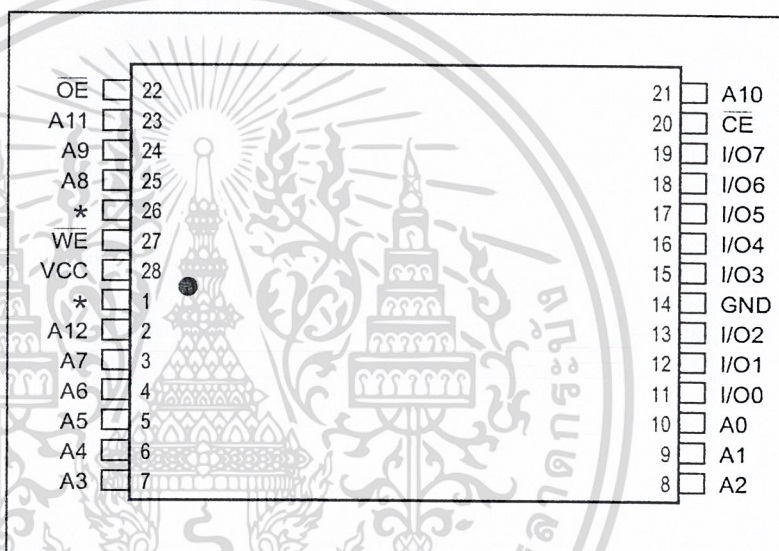 OE 22 21 A10
A11 23 20 CE
A9 24 19 I/O7
A8 25 18 I/O6
* 26 17 I/O5
WE 27 16 I/O4
VCC 28 15 I/O3
* 1 14 GND
A12 2 13 I/O2
A7 3 12 I/O1
A6 4 11 I/O0
A5 5 10 A0
A4 6 9 A1
A3 7 8 A2